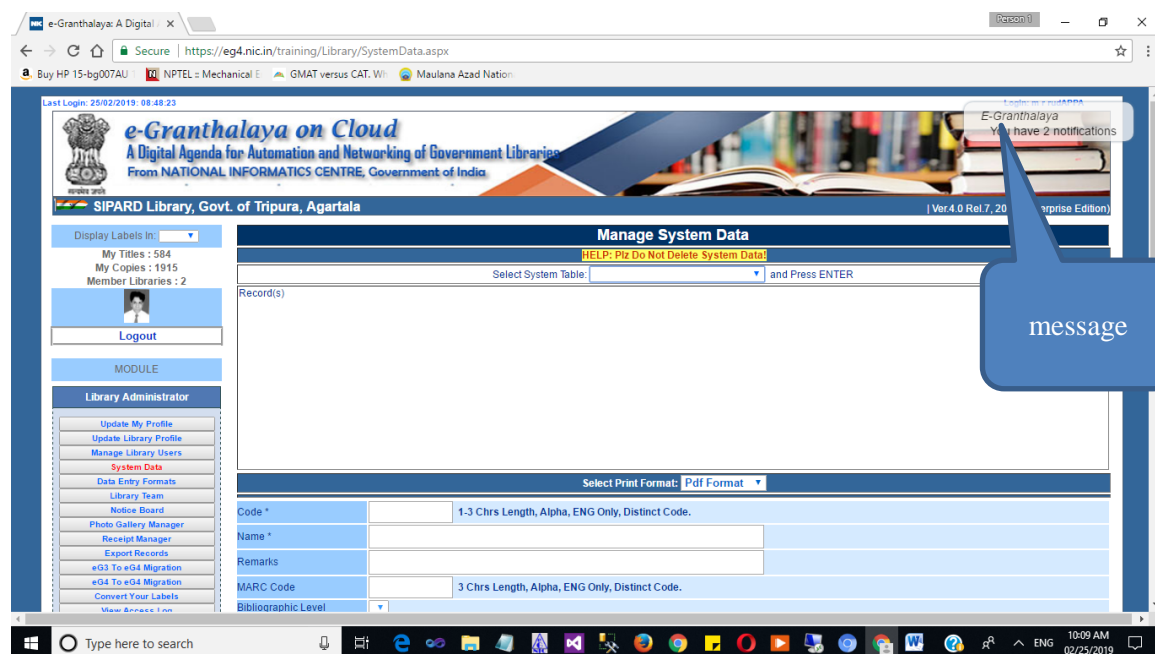 e-Granthalaya: A Digital
Person 1
Secure | https://eg4.nic.in/training/Library/SystemData.aspx
Buy HP 15-bg007AU NPTEL :: Mechanical E GMAT versus CAT. Wh Maulana Azad Nation
Last Login: 25/02/2019: 08:48:23
e-Granthalaya on Cloud
A Digital Agenda for Automation and Networking of Government Libraries
From NATIONAL INFORMATICS CENTRE, Government of India
E-Granthalaya
You have 2 notifications
SIPARD Library, Govt. of Tripura, Agartala
| Ver.4.0 Rel.7, 20 erprise Edition)
message
Display Labels In:
My Titles : 584
My Copies : 1915
Member Libraries : 2
Logout
MODULE
Library Administrator
Update My Profile
Update Library Profile
Manage Library Users
System Data
Data Entry Formats
Library Team
Notice Board
Photo Gallery Manager
Receipt Manager
Export Records
eG3 To eG4 Migration
eG4 To eG4 Migration
Convert Your Labels
View Access Log
Manage System Data
HELP: Plz Do Not Delete System Data!
Select System Table: and Press ENTER
Record(s)
Select Print Format: Pdf Format
Code * 1-3 Chrs Length, Alpha, ENG Only, Distinct Code.
Name *
Remarks
MARC Code 3 Chrs Length, Alpha, ENG Only, Distinct Code.
Bibliographic Level
Type here to search
ENG
10:09 AM
02/25/2019